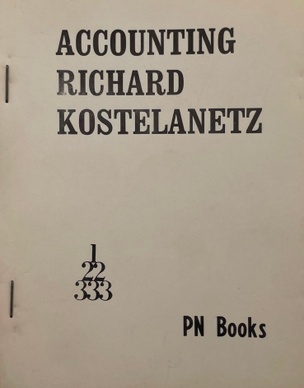 ACCOUNTING
RICHARD
KOSTELANETZ
1
22
333
PN Books